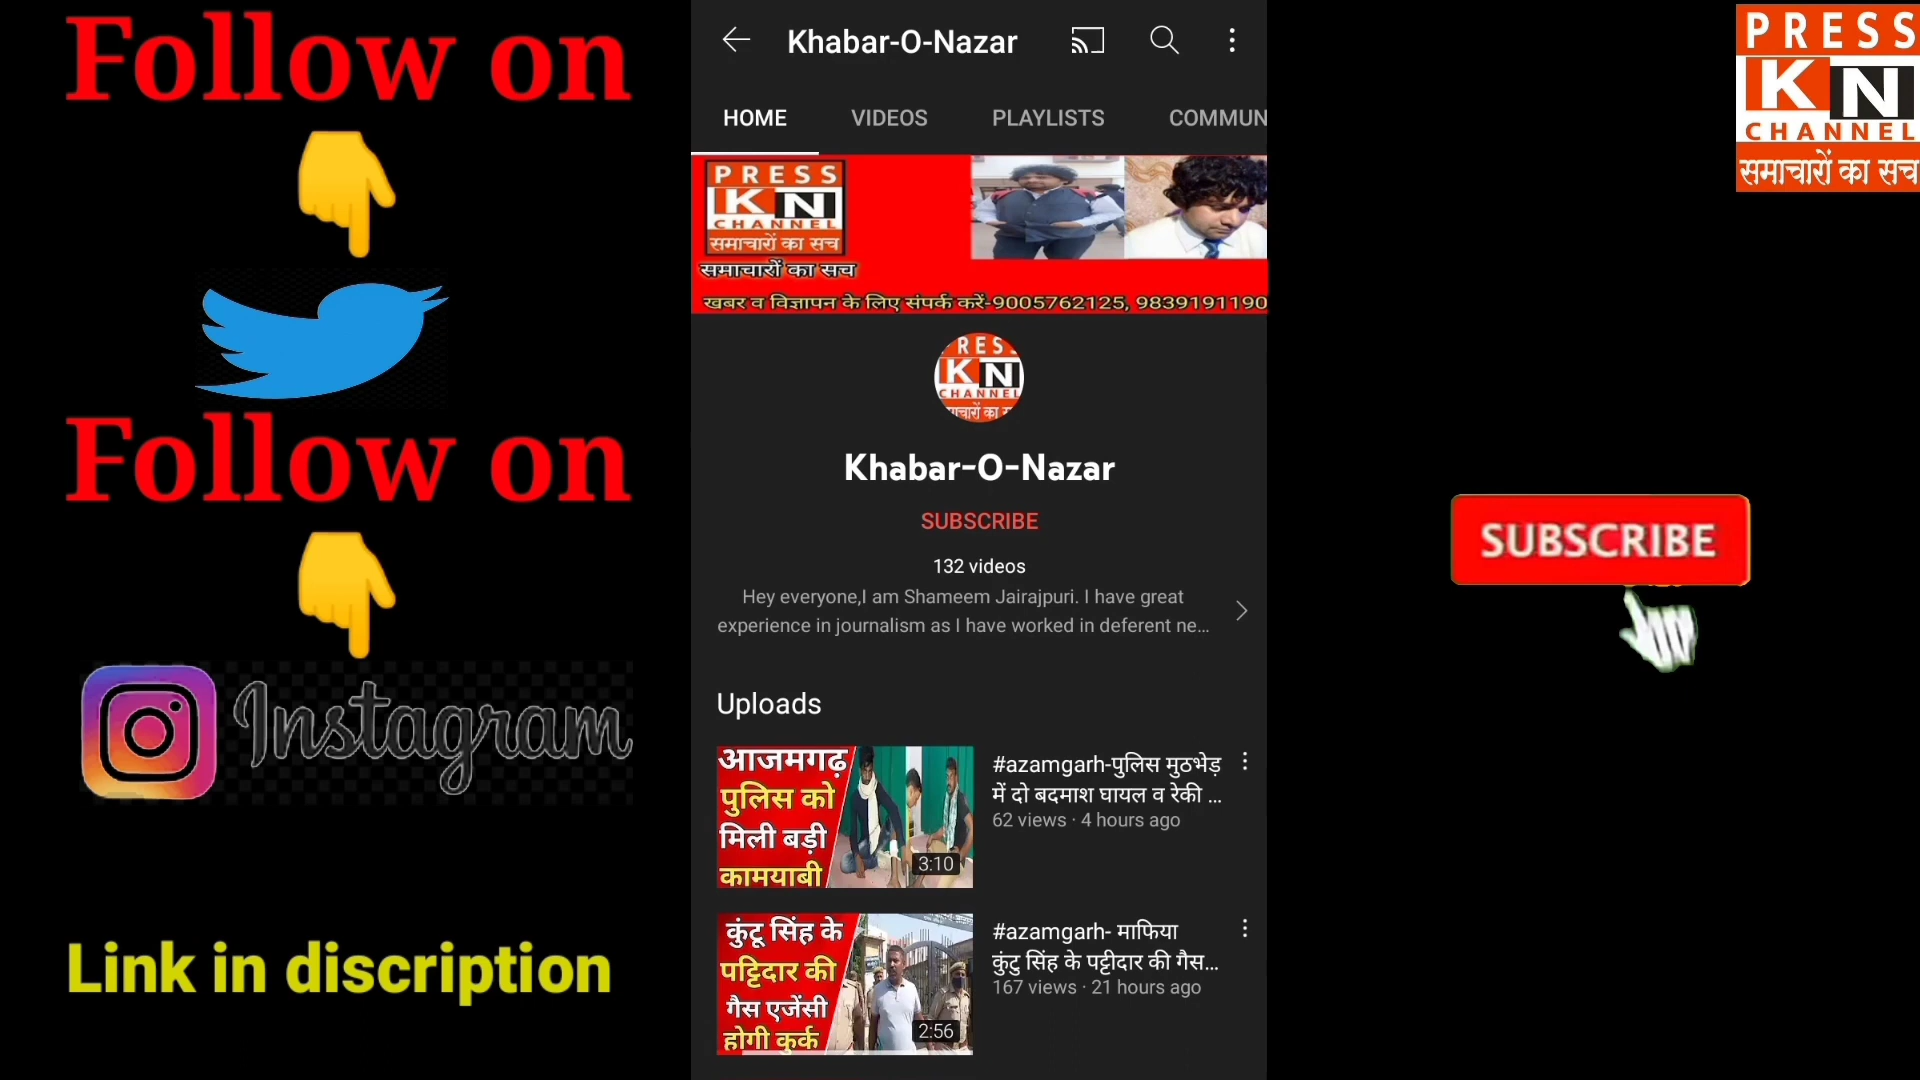 Follow on
Follow on
Instagram
Link in discription
Khabar-O-Nazar
HOME VIDEOS PLAYLISTS COMMUN
PRESS
KN
CHANNEL
समाचारों का सच
समाचारों का सच
खबर व विज्ञापन के लिए संपर्क करें-9005762125, 9839191190
PRESS
KN
CHANNEL
Khabar-O-Nazar
SUBSCRIBE
132 videos
Hey everyone,I am Shameem Jairajpuri. I have great
experience in journalism as I have worked in deferent ne...
Uploads
आजमगढ़
पुलिस को
मिली बड़ी
कामयाबी
3:10
#azamgarh-पुलिस मुठभेड़
में दो बदमाश घायल व रेकी ...
62 views · 4 hours ago
कुंटू सिंह के
पट्टिदार की
गैस एजेंसी
होगी कुर्क
2:56
#azamgarh- माफिया
कुंटु सिंह के पट्टीदार की गैस...
167 views · 21 hours ago
PRESS
KN
CHANNEL
समाचारों का सच
SUBSCRIBE